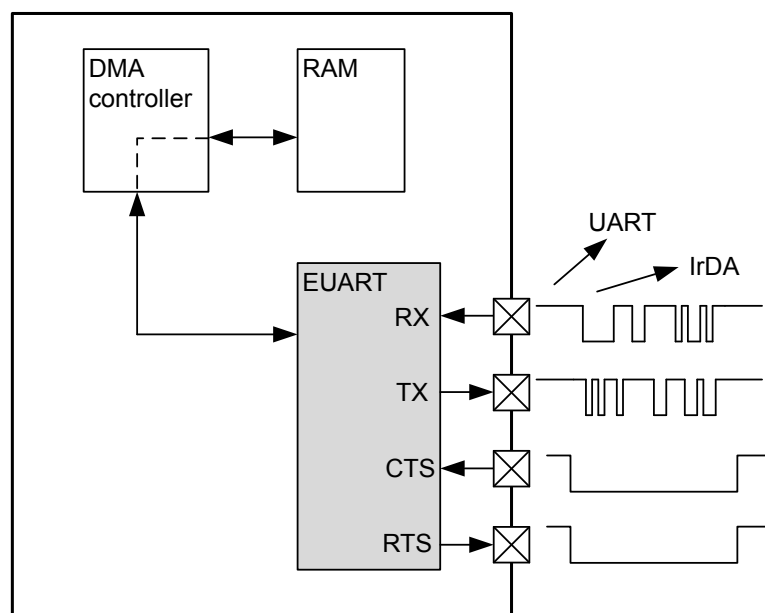 DMA
controller
RAM
UART
IrDA
EUART
RX
TX
CTS
RTS